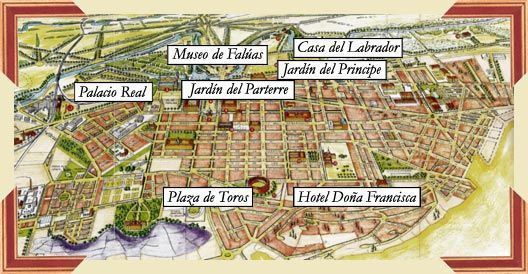 Casa del Labrador
Museo de Falúas
Jardín del Principe
Palacio Real
Jardín del Parterre
Plaza de Toros
Hotel Doña Francisca